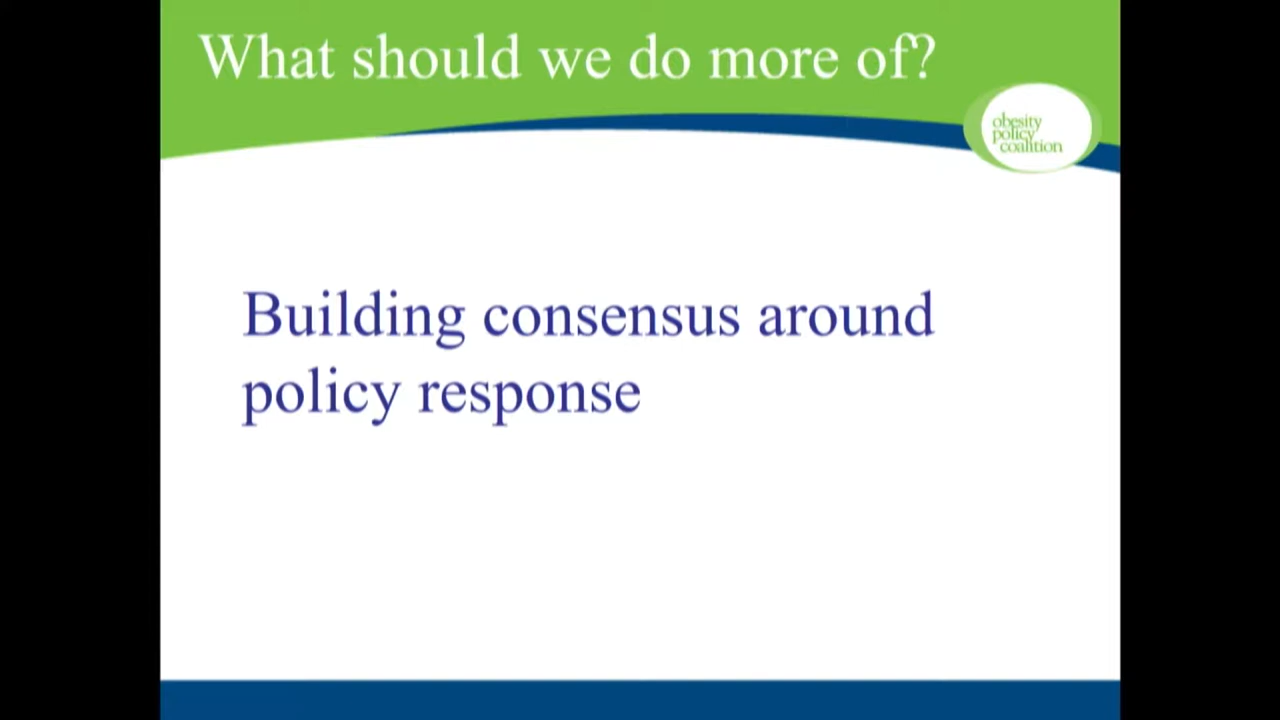 What should we do more of?
obesity
policy
coalition
Building consensus around
policy response